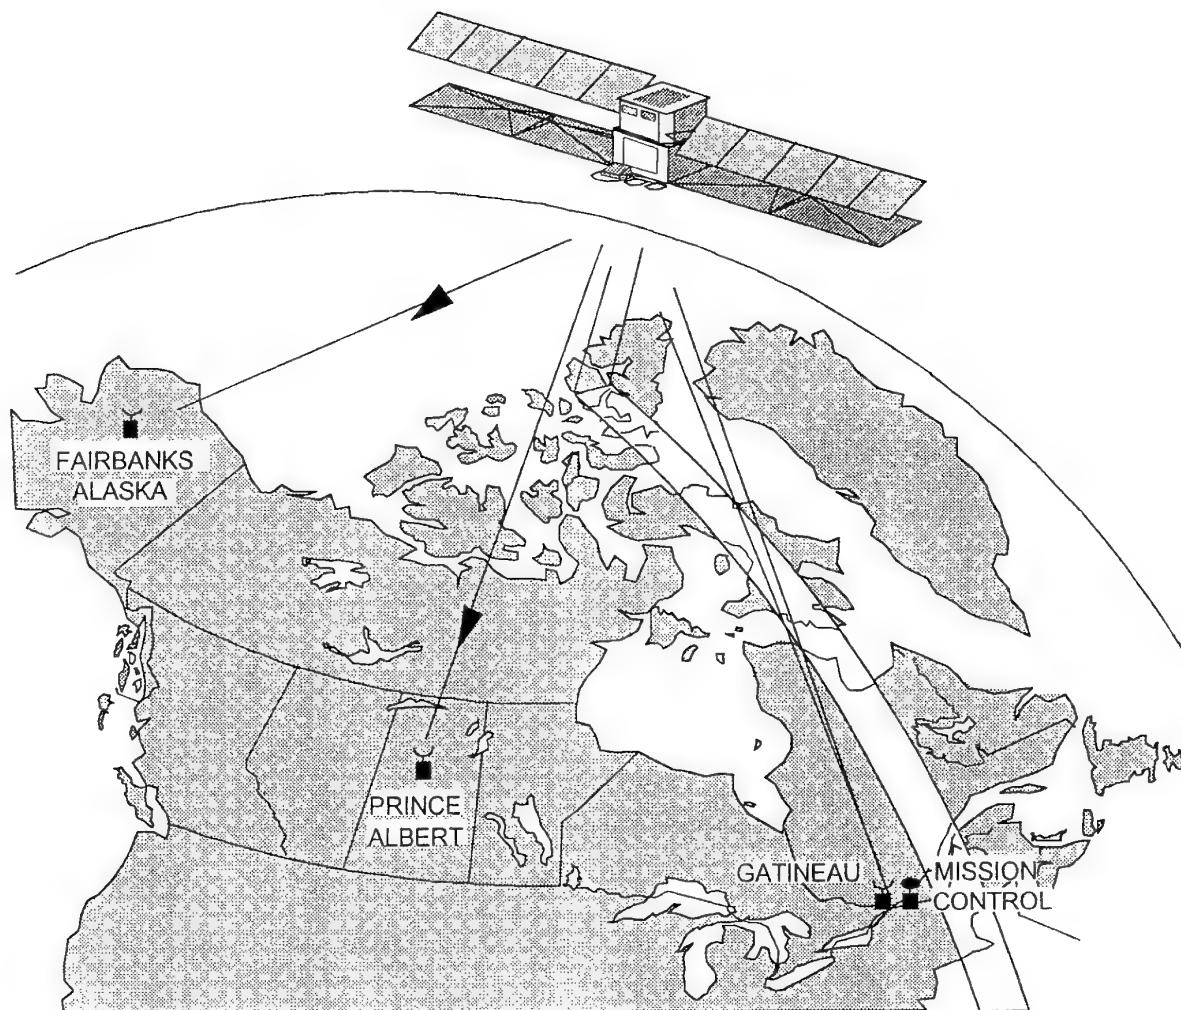 FAIRBANKS
ALASKA
PRINCE
ALBERT
GATINEAU
MISSION
CONTROL